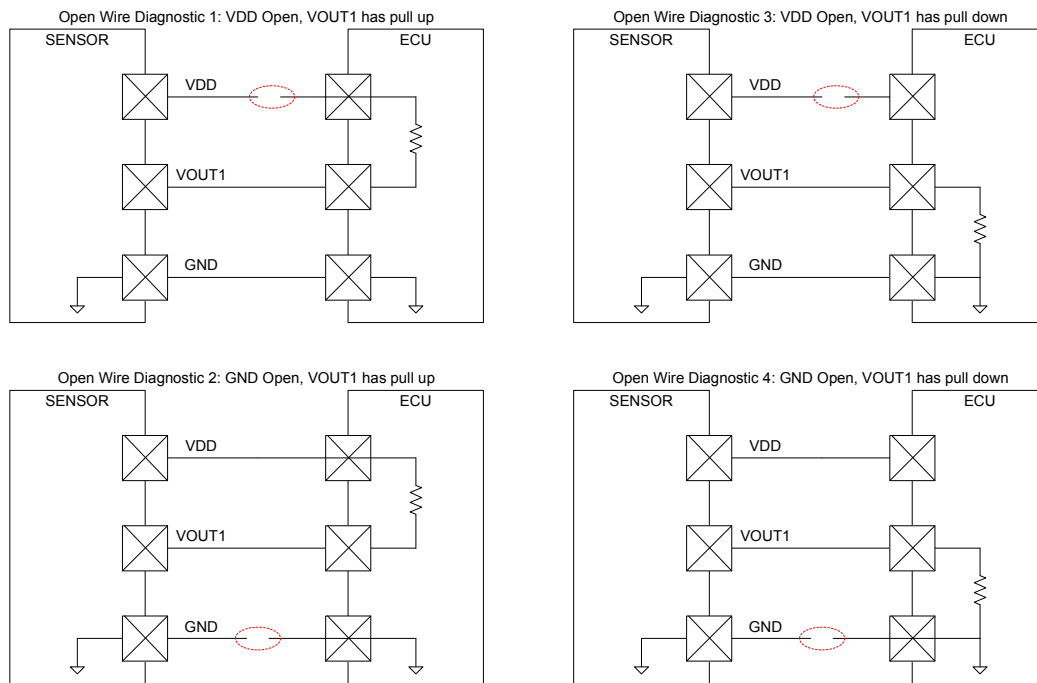 Open Wire Diagnostic 1: VDD Open, VOUT1 has pull up
SENSOR
ECU
VDD
VOUT1
GND
Open Wire Diagnostic 3: VDD Open, VOUT1 has pull down
SENSOR
ECU
VDD
VOUT1
GND
Open Wire Diagnostic 2: GND Open, VOUT1 has pull up
SENSOR
ECU
VDD
VOUT1
GND
Open Wire Diagnostic 4: GND Open, VOUT1 has pull down
SENSOR
ECU
VDD
VOUT1
GND